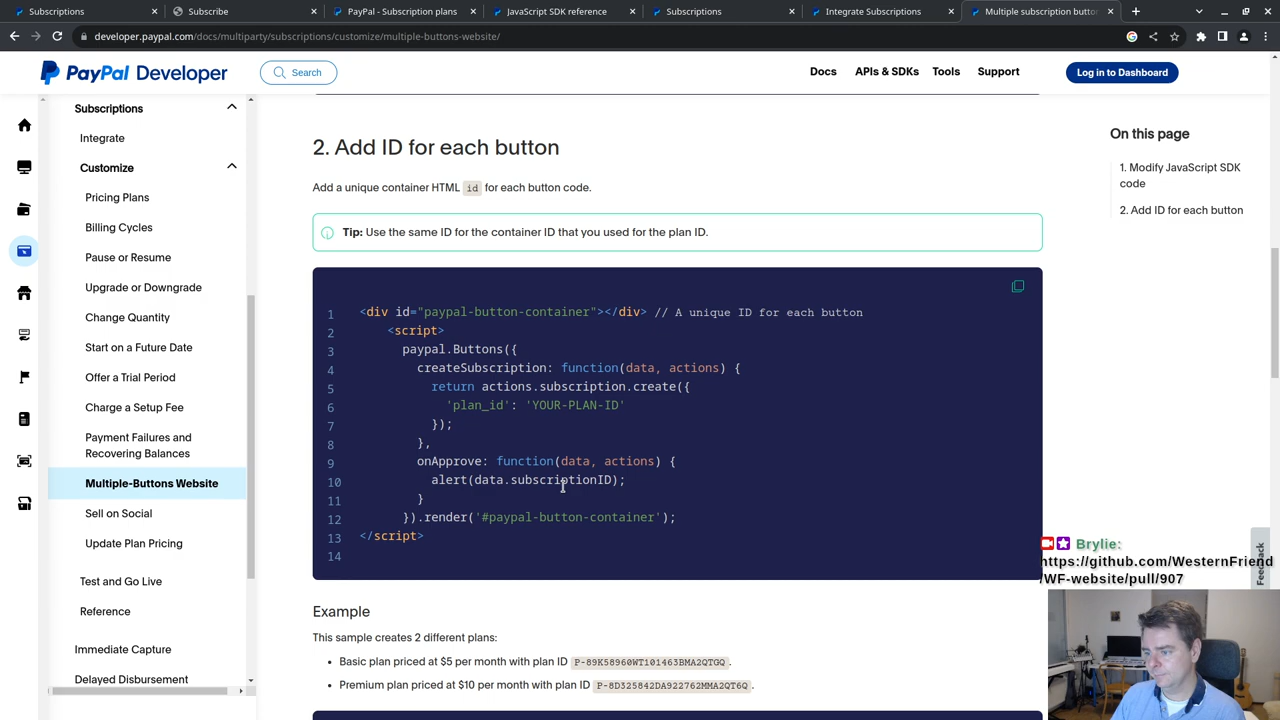 Subscriptions
Subscribe
PayPal - Subscription plans
JavaScript SDK reference
Subscriptions
Integrate Subscriptions
Multiple subscription butto
developer.paypal.com/docs/multiparty/subscriptions/customize/multiple-buttons-website/
PayPal Developer
Search
Docs
APIs & SDKs
Tools
Support
Log in to Dashboard
Subscriptions
Integrate
Customize
Pricing Plans
Billing Cycles
Pause or Resume
Upgrade or Downgrade
Change Quantity
Start on a Future Date
Offer a Trial Period
Charge a Setup Fee
Payment Failures and
Recovering Balances
Multiple-Buttons Website
Sell on Social
Update Plan Pricing
Test and Go Live
Reference
Immediate Capture
Delayed Disbursement
2. Add ID for each button
Add a unique container HTML id for each button code.
Tip: Use the same ID for the container ID that you used for the plan ID.
1 <div id="paypal-button-container"></div> // A unique ID for each button
2 <script>
3 paypal.Buttons({
4 createSubscription: function(data, actions) {
5 return actions.subscription.create({
6 'plan_id': 'YOUR-PLAN-ID'
7 });
8 },
9 onApprove: function(data, actions) {
10 alert(data.subscriptionID);
11 }
12 }).render('#paypal-button-container');
13 </script>
14
Example
This sample creates 2 different plans:
• Basic plan priced at $5 per month with plan ID P-89K58960WT101463BMA2QTGQ.
• Premium plan priced at $10 per month with plan ID P-8D325842DA922762MMA2QT6Q.
On this page
1. Modify JavaScript SDK
code
2. Add ID for each button
Feedback
Brylie:
https://github.com/WesternFriend
/WF-website/pull/907